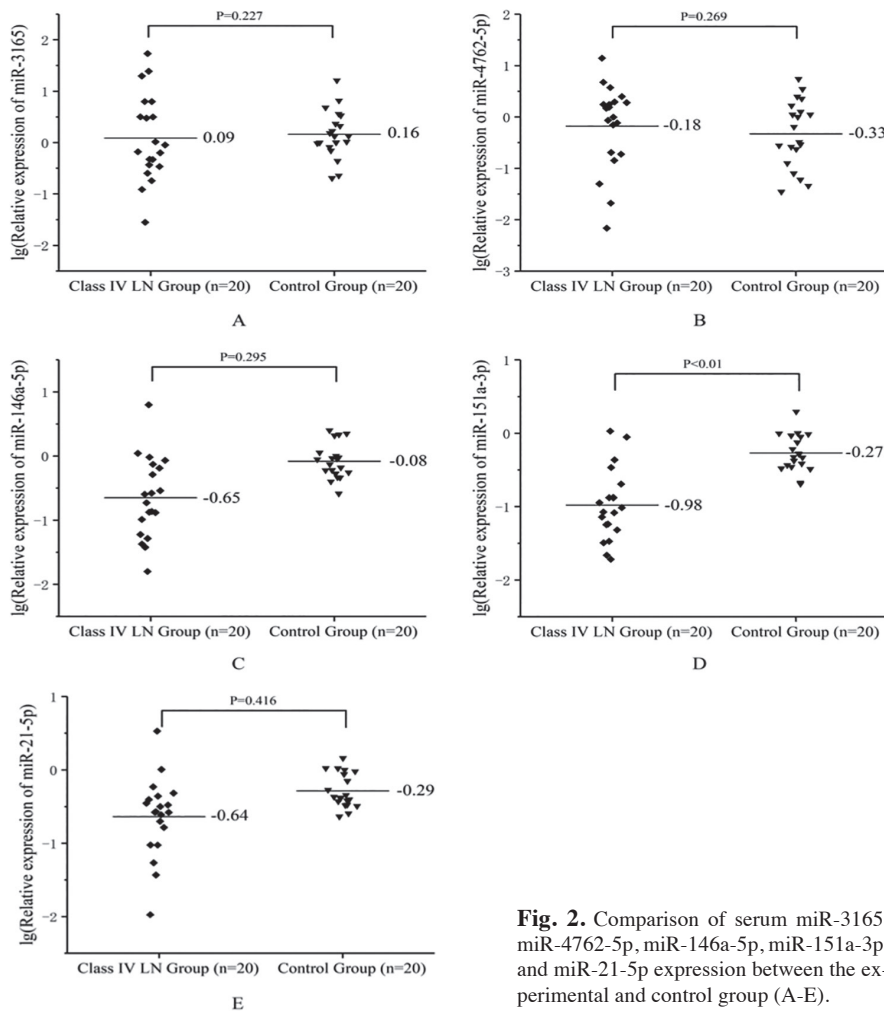 P=0.227
lg(Relative expression of miR-3165)
2
1
0
−1
−2
0.09
0.16
Class IV LN Group (n=20) Control Group (n=20)
A
P=0.269
lg(Relative expression of miR-4762-5p)
2
1
0
−1
−2
−3
-0.18
-0.33
Class IV LN Group (n=20) Control Group (n=20)
B
P=0.295
lg(Relative expression of miR-146a-5p)
1
0
−1
−2
-0.65
-0.08
Class IV LN Group (n=20) Control Group (n=20)
C
P<0.01
lg(Relative expression of miR-151a-3p)
1
0
−1
−2
-0.98
-0.27
Class IV LN Group (n=20) Control Group (n=20)
D
P=0.416
lg(Relative expression of miR-21-5p)
1
0
−1
−2
-0.64
-0.29
Class IV LN Group (n=20) Control Group (n=20)
E
Fig. 2. Comparison of serum miR-3165
miR-4762-5p, miR-146a-5p, miR-151a-3p
and miR-21-5p expression between the ex-
perimental and control group (A-E).